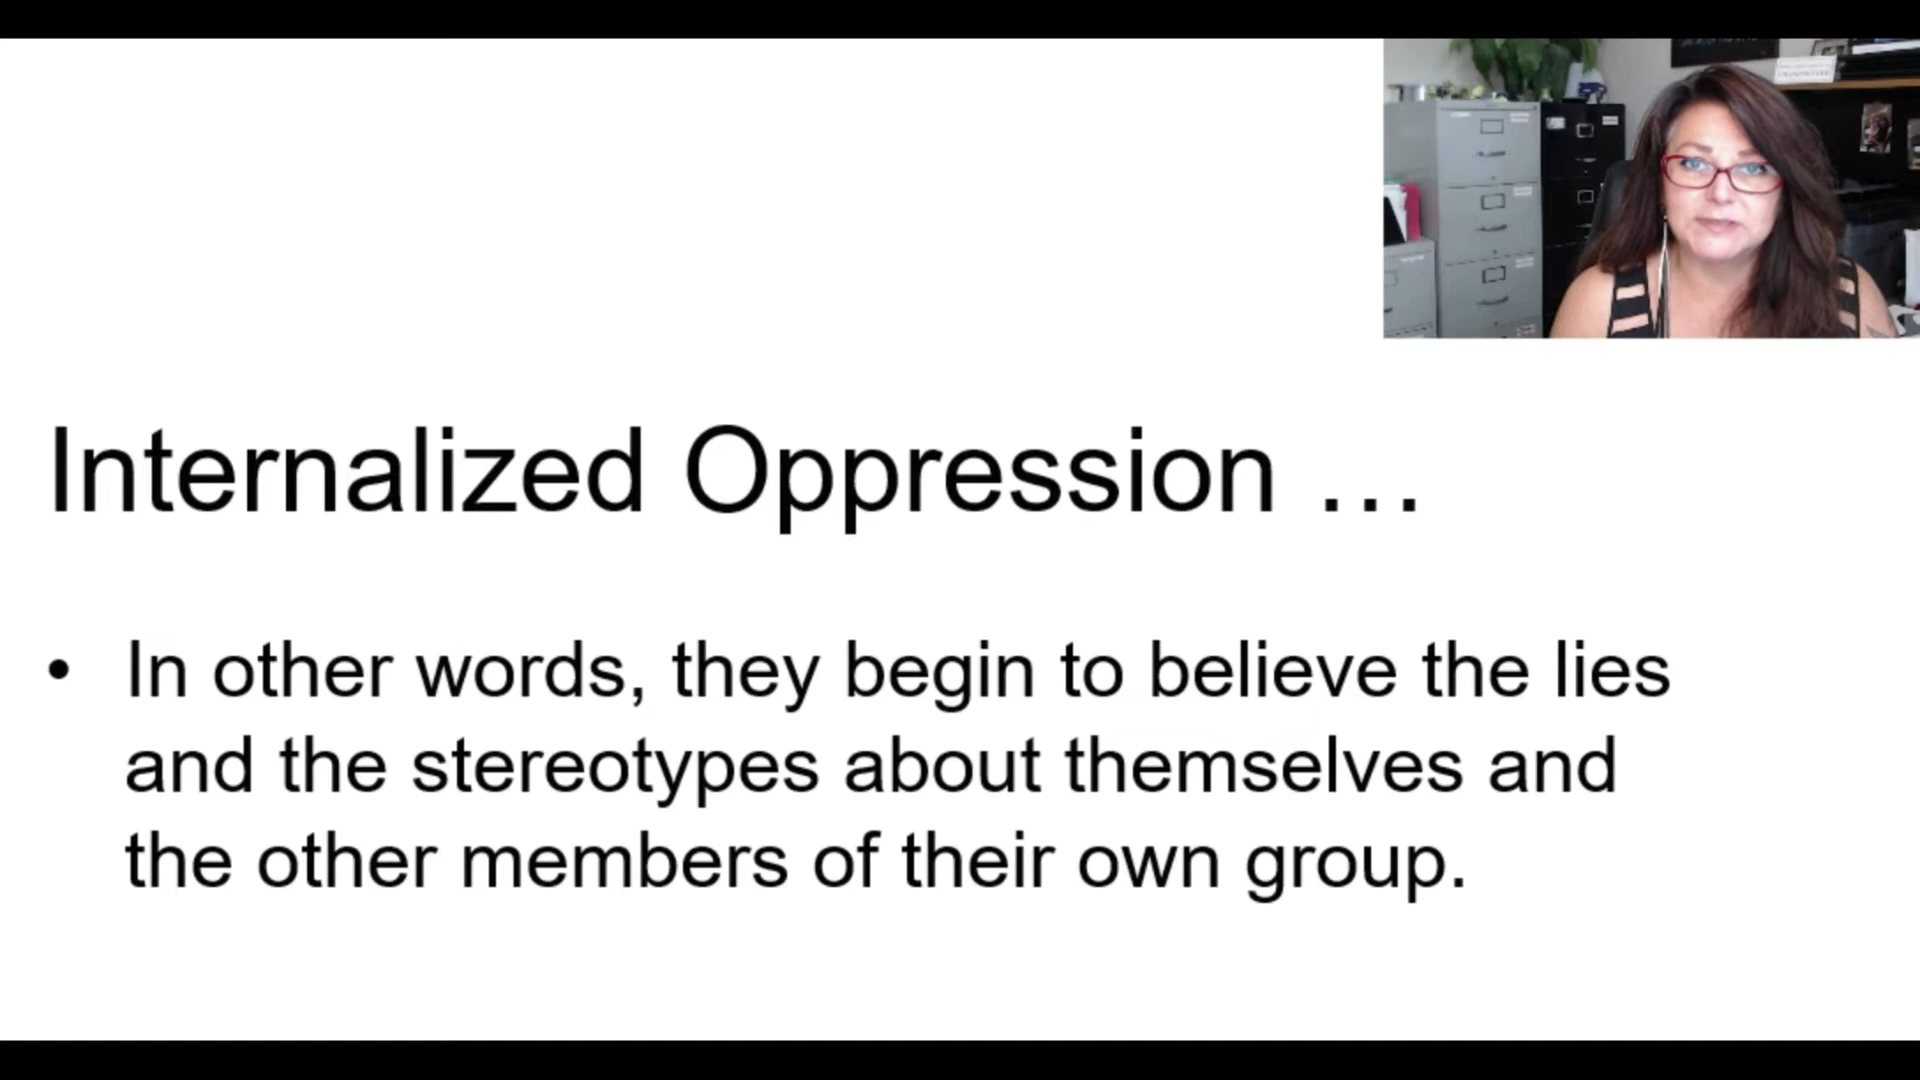 Internalized Oppression …
• In other words, they begin to believe the lies
and the stereotypes about themselves and
the other members of their own group.